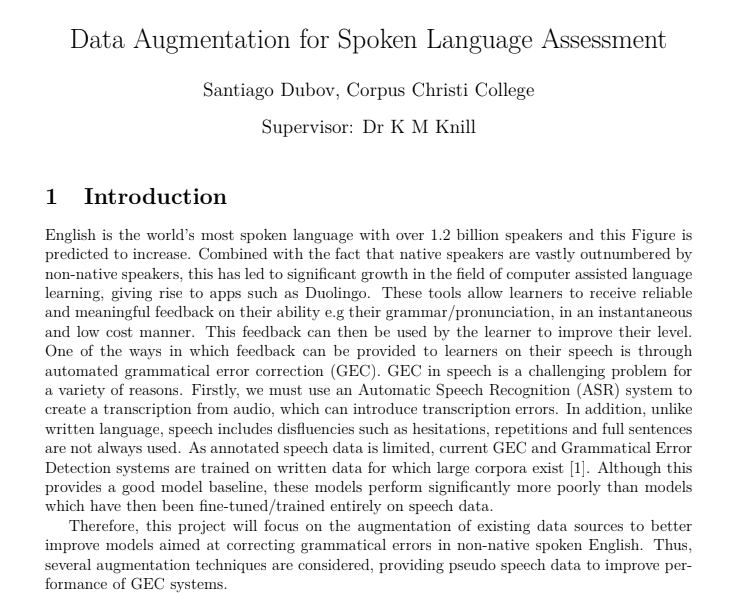 Data Augmentation for Spoken Language Assessment
Santiago Dubov, Corpus Christi College
Supervisor: Dr K M Knill
1 Introduction
English is the world's most spoken language with over 1.2 billion speakers and this Figure is
predicted to increase. Combined with the fact that native speakers are vastly outnumbered by
non-native speakers, this has led to significant growth in the field of computer assisted language
learning, giving rise to apps such as Duolingo. These tools allow learners to receive reliable
and meaningful feedback on their ability e.g their grammar/pronunciation, in an instantaneous
and low cost manner. This feedback can then be used by the learner to improve their level.
One of the ways in which feedback can be provided to learners on their speech is through
automated grammatical error correction (GEC). GEC in speech is a challenging problem for
a variety of reasons. Firstly, we must use an Automatic Speech Recognition (ASR) system to
create a transcription from audio, which can introduce transcription errors. In addition, unlike
written language, speech includes disfluencies such as hesitations, repetitions and full sentences
are not always used. As annotated speech data is limited, current GEC and Grammatical Error
Detection systems are trained on written data for which large corpora exist [1]. Although this
provides a good model baseline, these models perform significantly more poorly than models
which have then been fine-tuned/trained entirely on speech data.
Therefore, this project will focus on the augmentation of existing data sources to better
improve models aimed at correcting grammatical errors in non-native spoken English. Thus,
several augmentation techniques are considered, providing pseudo speech data to improve per-
formance of GEC systems.